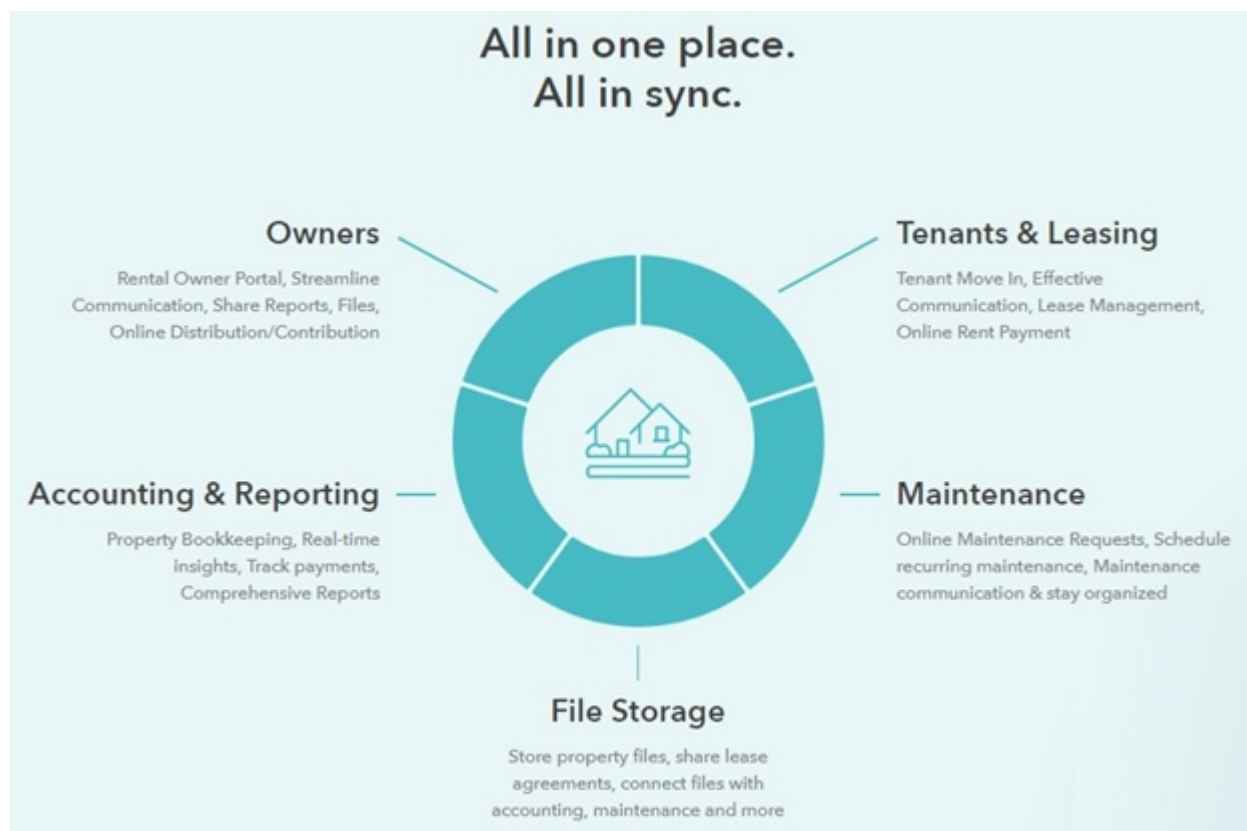 All in one place.
All in sync.
Owners
Rental Owner Portal, Streamline
Communication, Share Reports, Files,
Online Distribution/Contribution
Tenants & Leasing
Tenant Move In, Effective
Communication, Lease Management,
Online Rent Payment
Accounting & Reporting
Property Bookkeeping, Real-time
insights, Track payments,
Comprehensive Reports
Maintenance
Online Maintenance Requests, Schedule
recurring maintenance, Maintenance
communication & stay organized
File Storage
Store property files, share lease
agreements, connect files with
accounting, maintenance and more